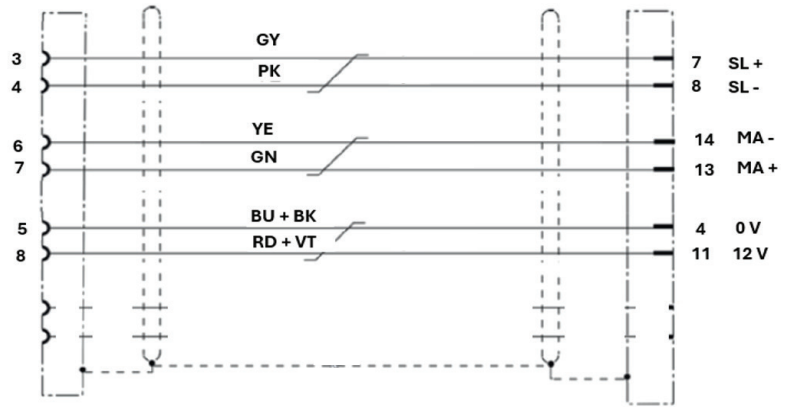 GY
3 7 SL +
PK
4 8 SL -
YE
6 14 MA -
GN
7 13 MA +
BU + BK
5 4 0 V
RD + VT
8 11 12 V